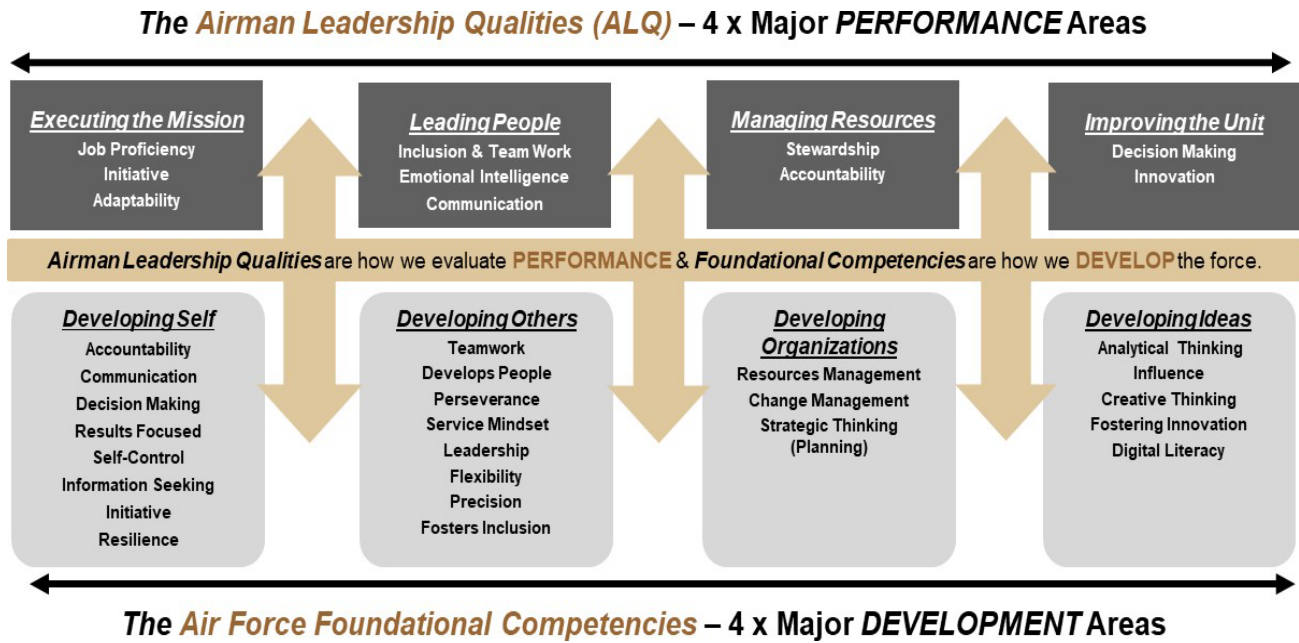 The Airman Leadership Qualities (ALQ) – 4 x Major PERFORMANCE Areas
Executing the Mission
Job Proficiency
Initiative
Adaptability
Leading People
Inclusion & Team Work
Emotional Intelligence
Communication
Managing Resources
Stewardship
Accountability
Improving the Unit
Decision Making
Innovation
Airman Leadership Qualities are how we evaluate PERFORMANCE & Foundational Competencies are how we DEVELOP the force.
Developing Self
Accountability
Communication
Decision Making
Results Focused
Self-Control
Information Seeking
Initiative
Resilience
Developing Others
Teamwork
Develops People
Perseverance
Service Mindset
Leadership
Flexibility
Precision
Fosters Inclusion
Developing
Organizations
Resources Management
Change Management
Strategic Thinking
(Planning)
Developing Ideas
Analytical Thinking
Influence
Creative Thinking
Fostering Innovation
Digital Literacy
The Air Force Foundational Competencies – 4 x Major DEVELOPMENT Areas